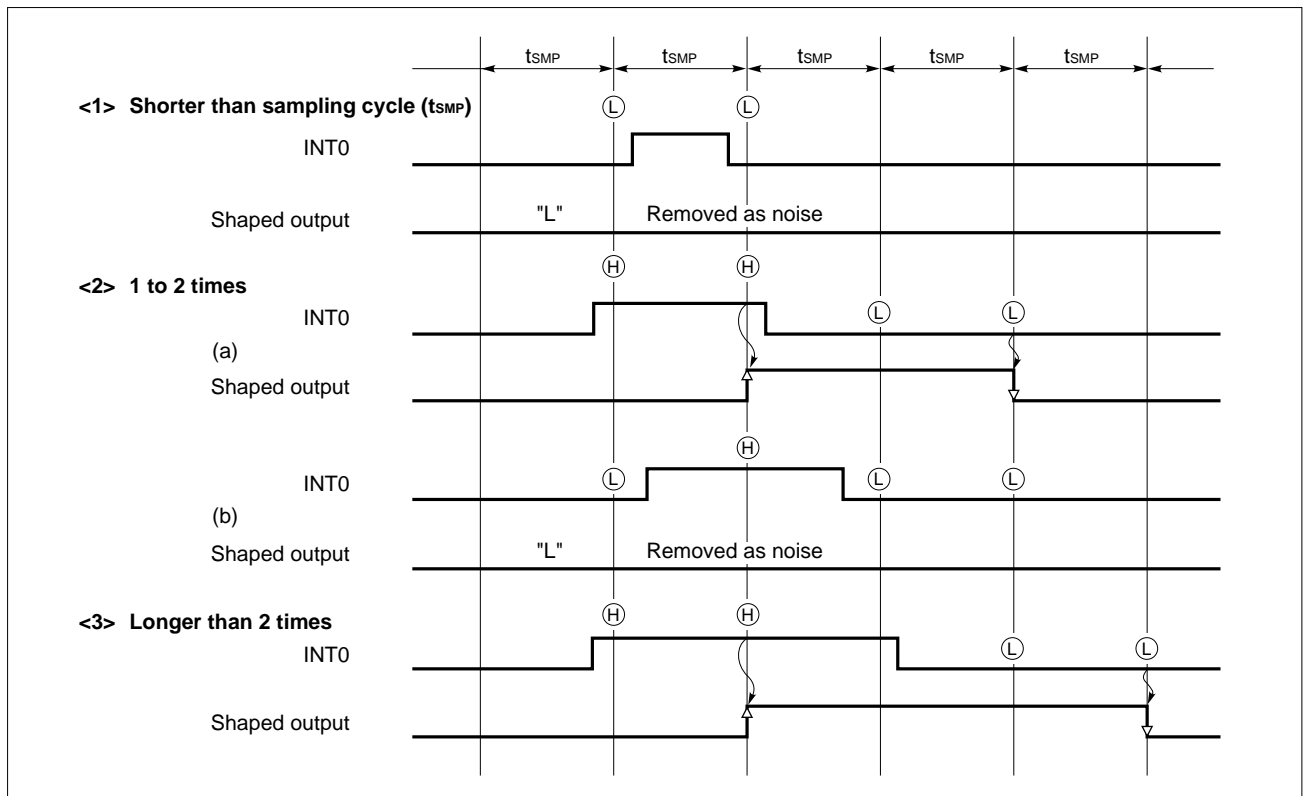 tSMP tSMP tSMP tSMP tSMP
<1> Shorter than sampling cycle (tSMP)
L L
INT0
Shaped output "L" Removed as noise
H H
<2> 1 to 2 times
INT0 L L
(a)
Shaped output
H
INT0 L L L
(b)
Shaped output "L" Removed as noise
<3> Longer than 2 times H H
INT0 L L
Shaped output